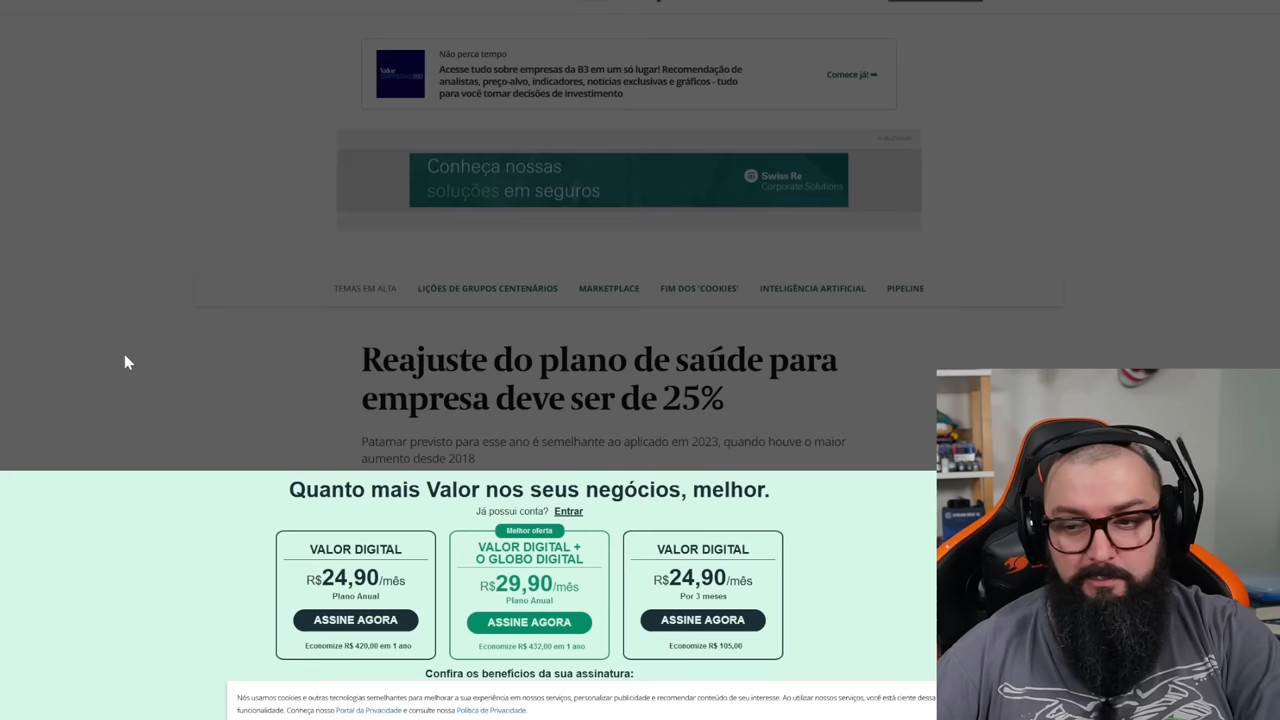 Não perca tempo
Acesse tudo sobre empresas da B3 em um só lugar! Recomendação de
analistas, preço-alvo, indicadores, notícias exclusivas e gráficos - tudo
para você tomar decisões de investimento
Comece já!
PUBLICIDADE
Conheça nossas
soluções em seguros
Swiss Re
Corporate Solutions
TEMAS EM ALTA LIÇÕES DE GRUPOS CENTENÁRIOS MARKETPLACE FIM DOS 'COOKIES' INTELIGÊNCIA ARTIFICIAL PIPELINE
Reajuste do plano de saúde para
empresa deve ser de 25%
Patamar previsto para esse ano é semelhante ao aplicado em 2023, quando houve o maior
aumento desde 2018
Quanto mais Valor nos seus negócios, melhor.
Já possui conta? Entrar
VALOR DIGITAL
R$24,90/mês
Plano Anual
ASSINE AGORA
Economize R$ 420,00 em 1 ano
Melhor oferta
VALOR DIGITAL +
O GLOBO DIGITAL
R$29,90/mês
Plano Anual
ASSINE AGORA
Economize R$ 432,00 em 1 ano
VALOR DIGITAL
R$24,90/mês
Por 3 meses
ASSINE AGORA
Economize R$ 105,00
Confira os benefícios da sua assinatura:
Nós usamos cookies e outras tecnologias semelhantes para melhorar a sua experiência em nossos serviços, personalizar publicidade e recomendar conteúdo de seu interesse. Ao utilizar nossos serviços, você está ciente dessa
funcionalidade. Conheça nosso Portal da Privacidade e consulte nossa Política de Privacidade.